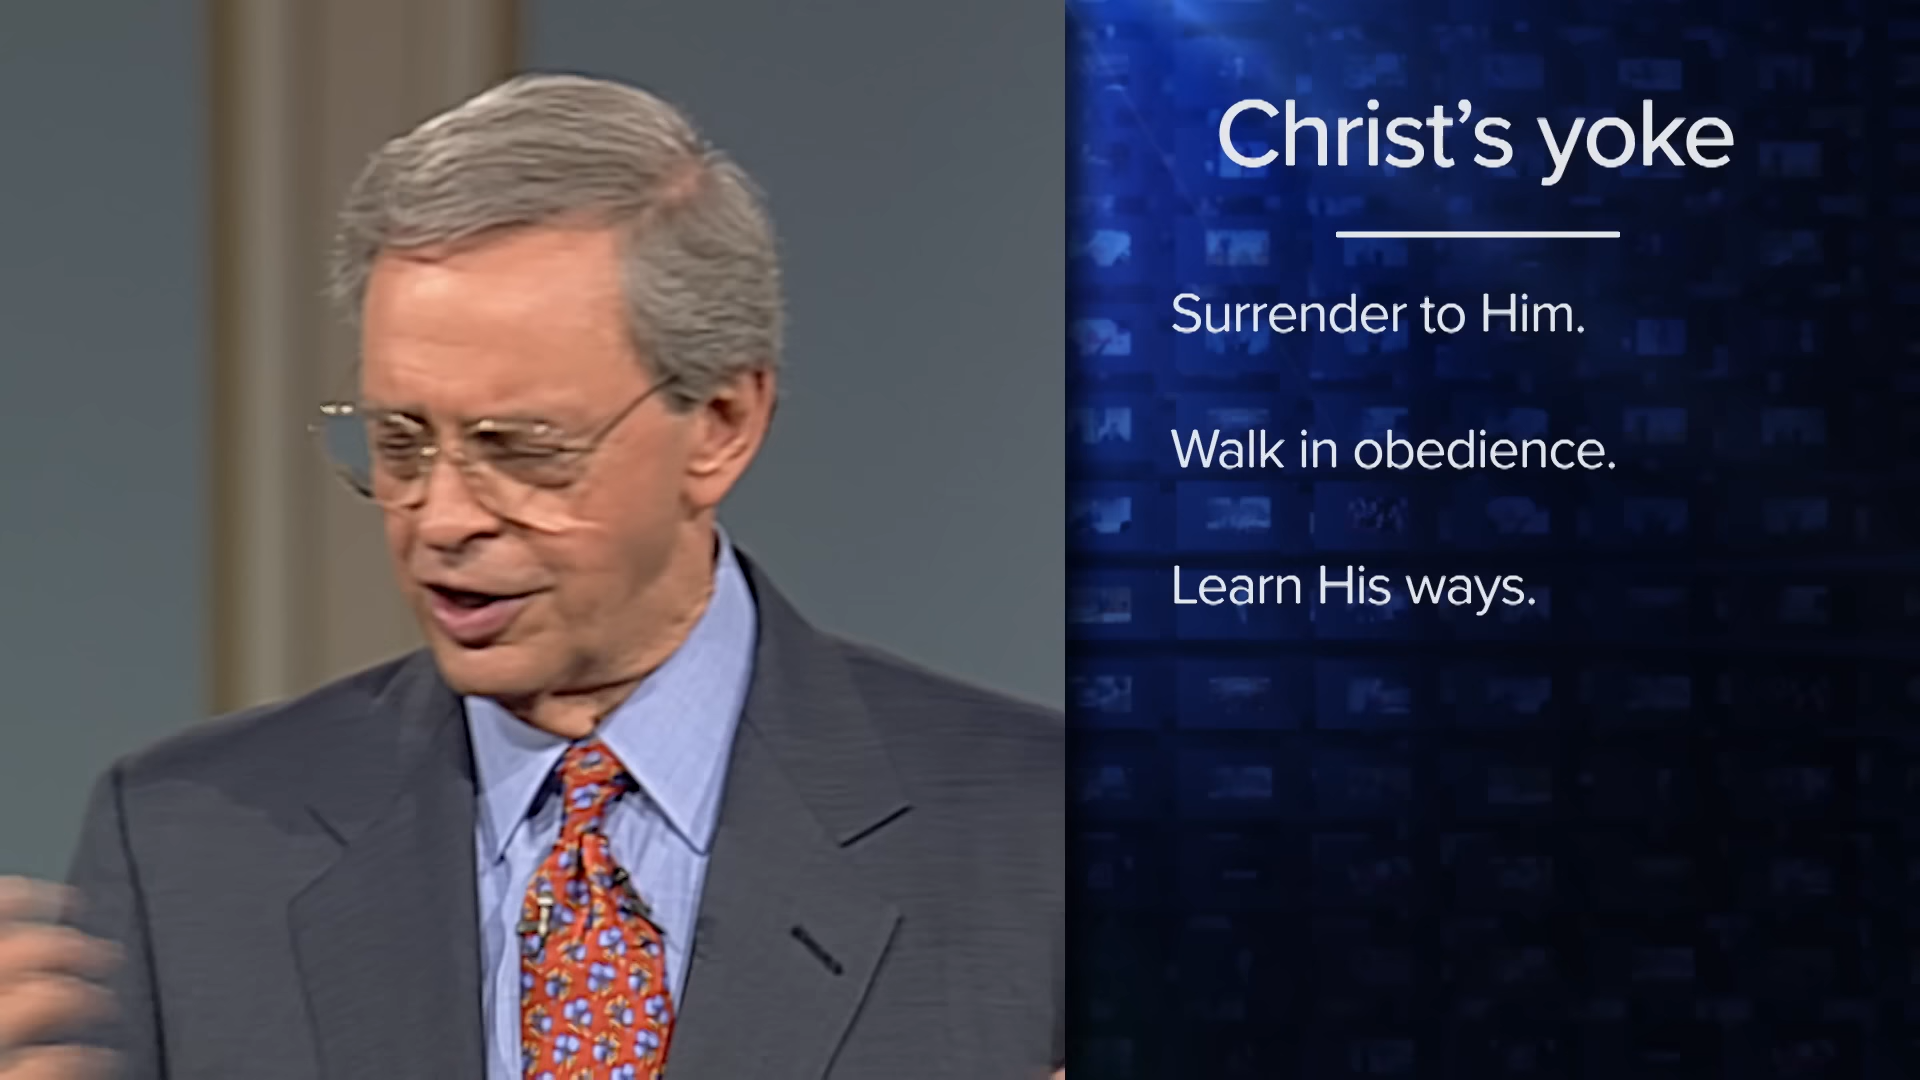 Christ’s yoke
Surrender to Him.
Walk in obedience.
Learn His ways.